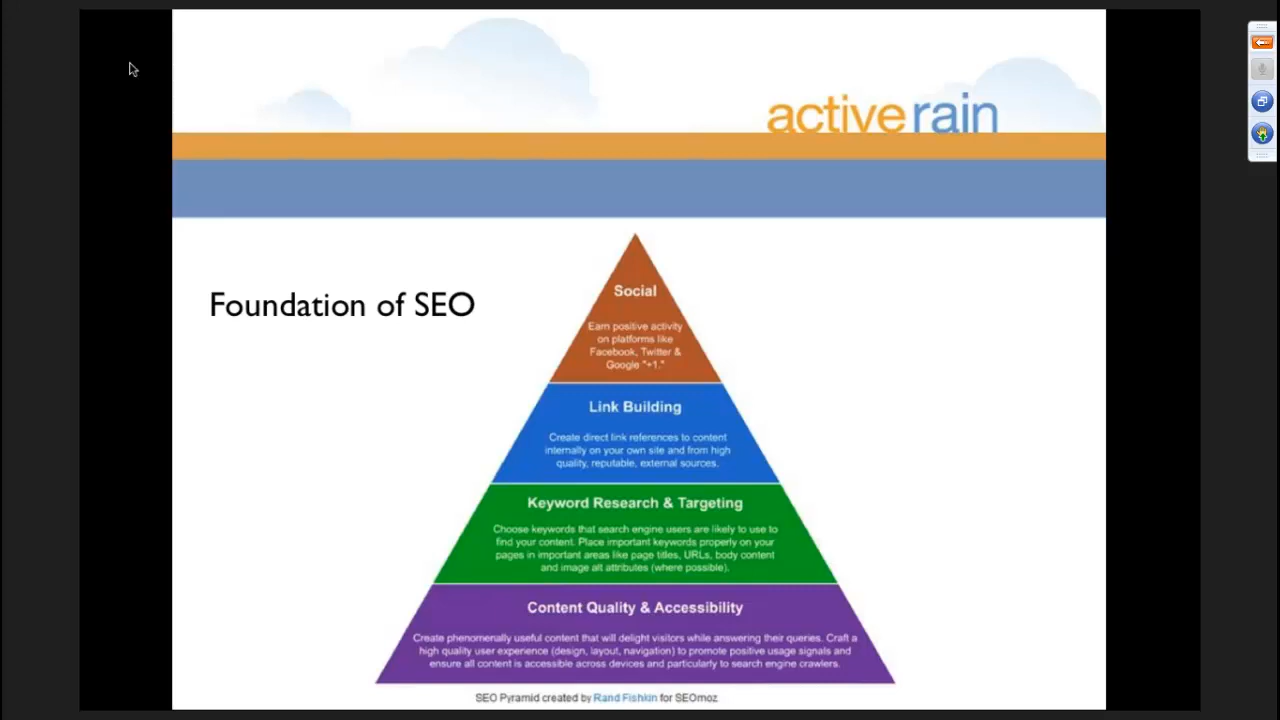 activerain
Foundation of SEO
Social
Earn positive activity
on platforms like
Facebook, Twitter &
Google "+1."
Link Building
Create direct link references to content
internally on your own site and from high
quality, reputable, external sources.
Keyword Research & Targeting
Choose keywords that search engine users are likely to use to
find your content. Place important keywords properly on your
pages in important areas like page titles, URLs, body content
and image alt attributes (where possible).
Content Quality & Accessibility
Create phenomenally useful content that will delight visitors while answering their queries. Craft a
high quality user experience (design, layout, navigation) to promote positive usage signals and
ensure all content is accessible across devices and particularly to search engine crawlers.
SEO Pyramid created by Rand Fishkin for SEOmoz